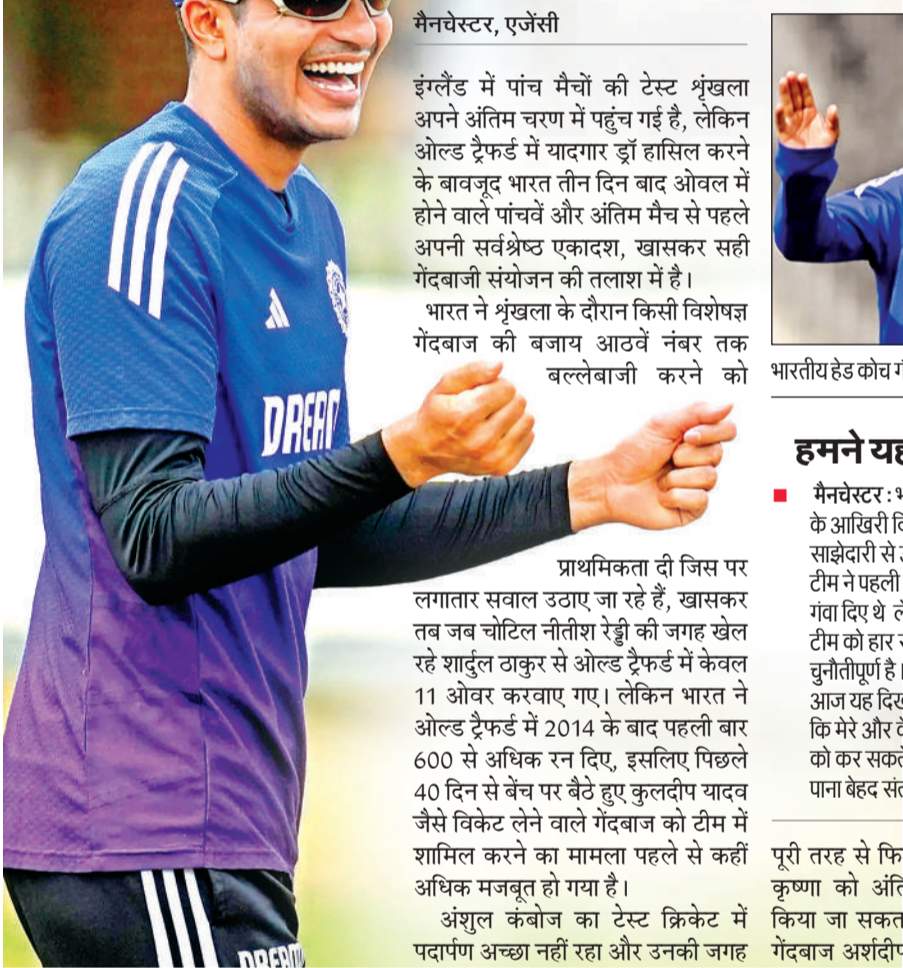 मैनचेस्टर, एजेंसी
इंग्लैंड में पांच मैचों की टेस्ट शृंखला
अपने अंतिम चरण में पहुंच गई है, लेकिन
ओल्ड ट्रैफर्ड में यादगार ड्रॉ हासिल करने
के बावजूद भारत तीन दिन बाद ओवल में
होने वाले पांचवें और अंतिम मैच से पहले
अपनी सर्वश्रेष्ठ एकादश, खासकर सही
गेंदबाजी संयोजन की तलाश में है।
भारत ने शृंखला के दौरान किसी विशेषज्ञ
गेंदबाज की बजाय आठवें नंबर तक
बल्लेबाजी करने को
प्राथमिकता दी जिस पर
लगातार सवाल उठाए जा रहे हैं, खासकर
तब जब चोटिल नीतीश रेड्डी की जगह खेल
रहे शार्दुल ठाकुर से ओल्ड ट्रैफर्ड में केवल
11 ओवर करवाए गए। लेकिन भारत ने
ओल्ड ट्रैफर्ड में 2014 के बाद पहली बार
600 से अधिक रन दिए, इसलिए पिछले
40 दिन से बेंच पर बैठे हुए कुलदीप यादव
जैसे विकेट लेने वाले गेंदबाज को टीम में
शामिल करने का मामला पहले से कहीं
अधिक मजबूत हो गया है।
अंशुल कंबोज का टेस्ट क्रिकेट में
पदार्पण अच्छा नहीं रहा और उनकी जगह
भारतीय हेड कोच
हमने यह
मैनचेस्टर :
के आखिरी
साझेदारी से
टीम ने पहली
गंवा दिए थे
टीम को हार
चुनौतीपूर्ण है।
आज यह
कि मेरे और
को कर
पाना बेहद
पूरी तरह से
कृष्णा को
किया जा
गेंदबाज
DREAM
DREAM